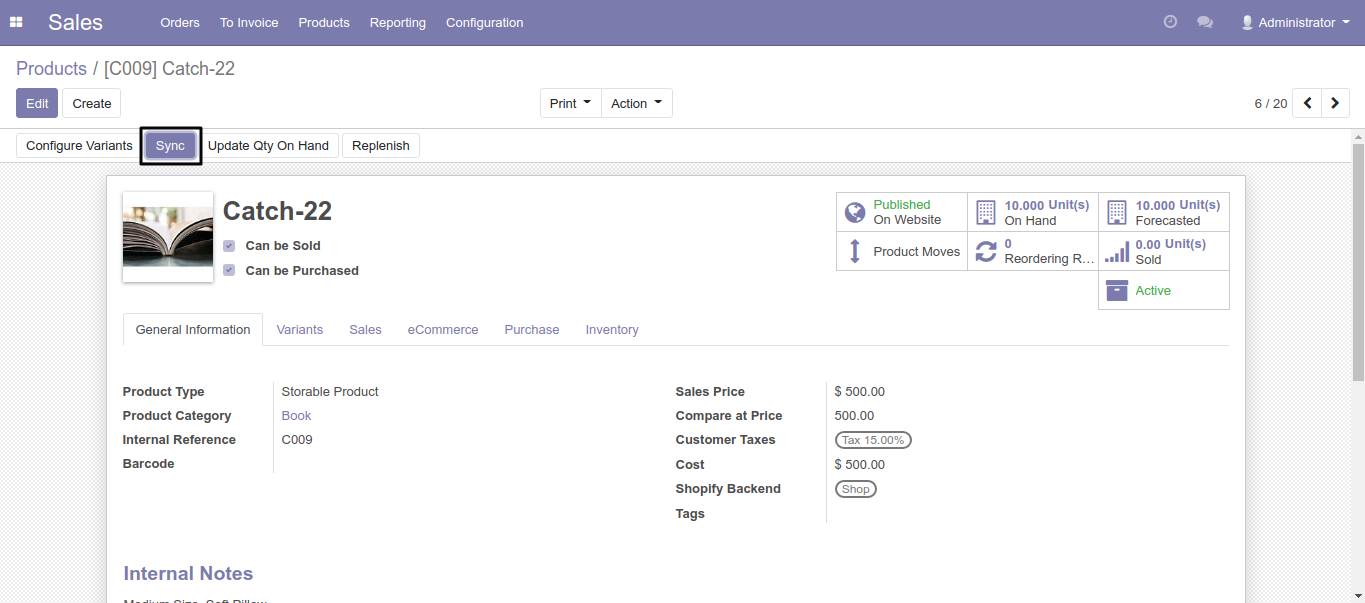 Sales Orders To Invoice Products Reporting Configuration Administrator
Products / [C009] Catch-22
Edit Create Print Action 6 / 20
Configure Variants Sync Update Qty On Hand Replenish
Catch-22
Can be Sold
Can be Purchased
Published
On Website
10.000 Unit(s)
On Hand
10.000 Unit(s)
Forecasted
Product Moves
0
Reordering R...
0.00 Unit(s)
Sold
Active
General Information Variants Sales eCommerce Purchase Inventory
Product Type Storable Product
Product Category Book
Internal Reference C009
Barcode
Sales Price $ 500.00
Compare at Price 500.00
Customer Taxes Tax 15.00%
Cost $ 500.00
Shopify Backend Shop
Tags
Internal Notes
Medium Size, Soft Pillow